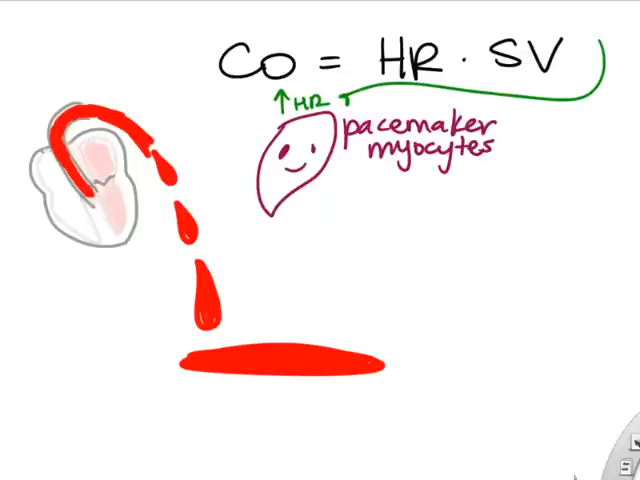 CO = HR · SV
↑HR
pacemaker
myocytes